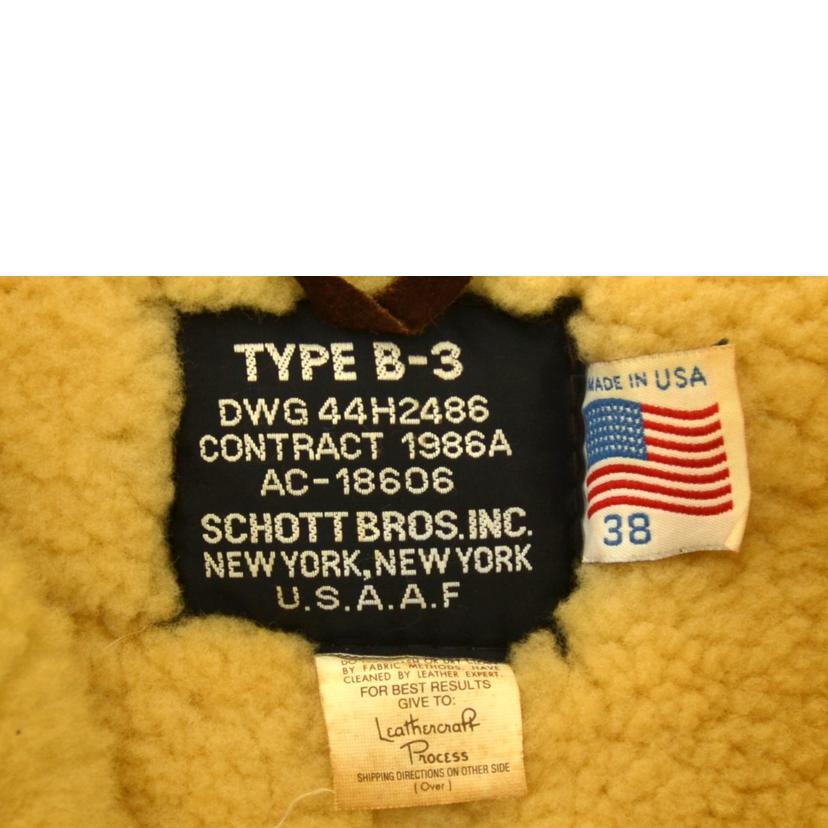 TYPE B-3
DWG 44H2486
CONTRACT 1986A
AC-18606
SCHOTT BROS.INC.
NEW YORK,NEW YORK
U.S.A.A.F
MADE IN USA
38
BY FABRIC METHODS. HAVE
CLEANED BY LEATHER EXPERT.
FOR BEST RESULTS
GIVE TO:
Leathercraft
Process
SHIPPING DIRECTIONS ON OTHER SIDE
(Over)